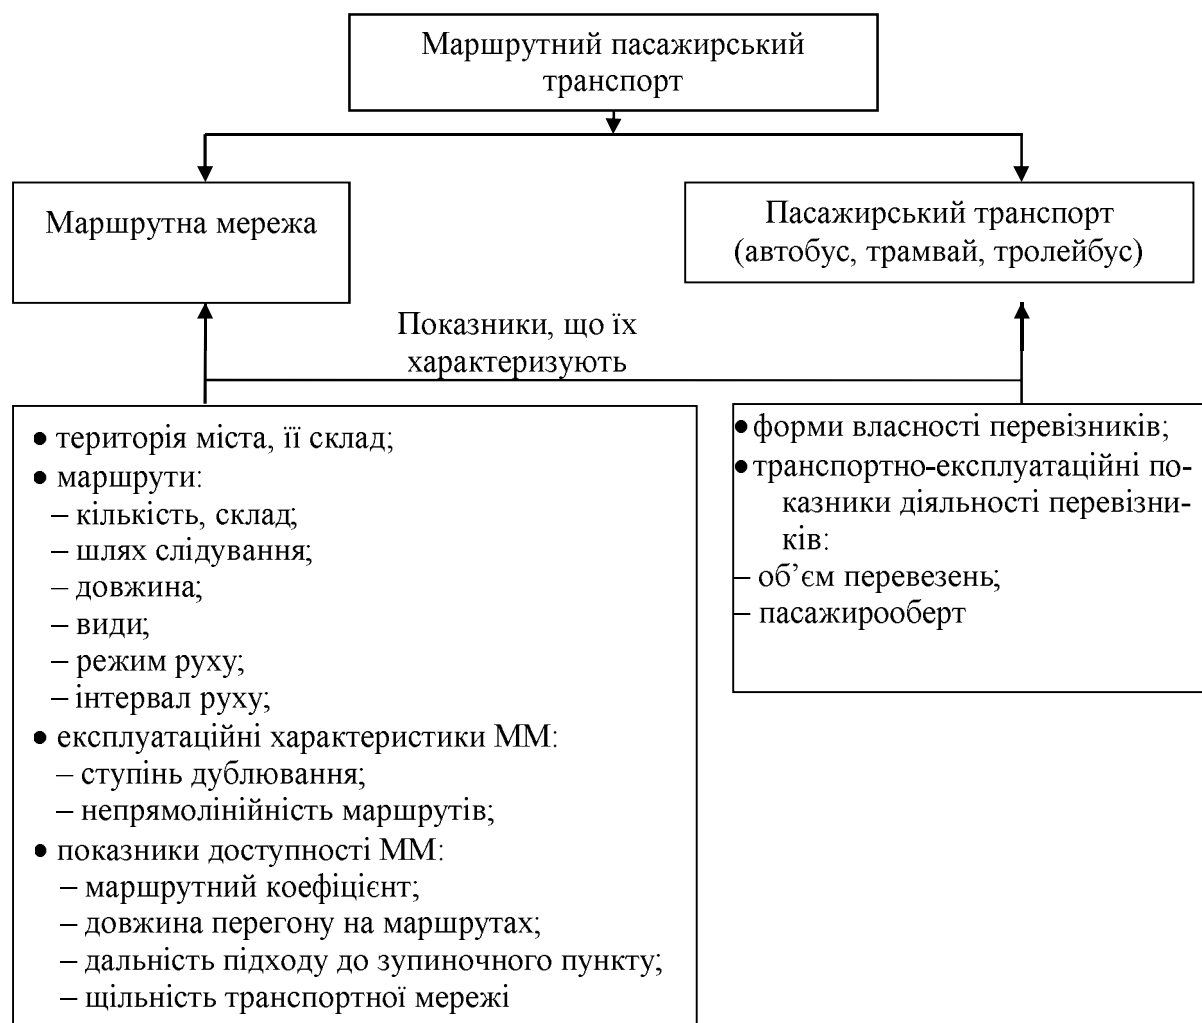 Маршрутний пасажирський
транспорт
Маршрутна мережа
Пасажирський транспорт
(автобус, трамвай, тролейбус)
Показники, що їх
характеризують
• територія міста, її склад;
• маршрути:
– кількість, склад;
– шлях слідування;
– довжина;
– види;
– режим руху;
– інтервал руху;
• експлуатаційні характеристики ММ:
– ступінь дублювання;
– непрямолінійність маршрутів;
• показники доступності ММ:
– маршрутний коефіцієнт;
– довжина перегону на маршрутах;
– дальність підходу до зупиночного пункту;
– щільність транспортної мережі
• форми власності перевізників;
• транспортно-експлуатаційні по-
казники діяльності перевізни-
ків:
– об’єм перевезень;
– пасажирооберт